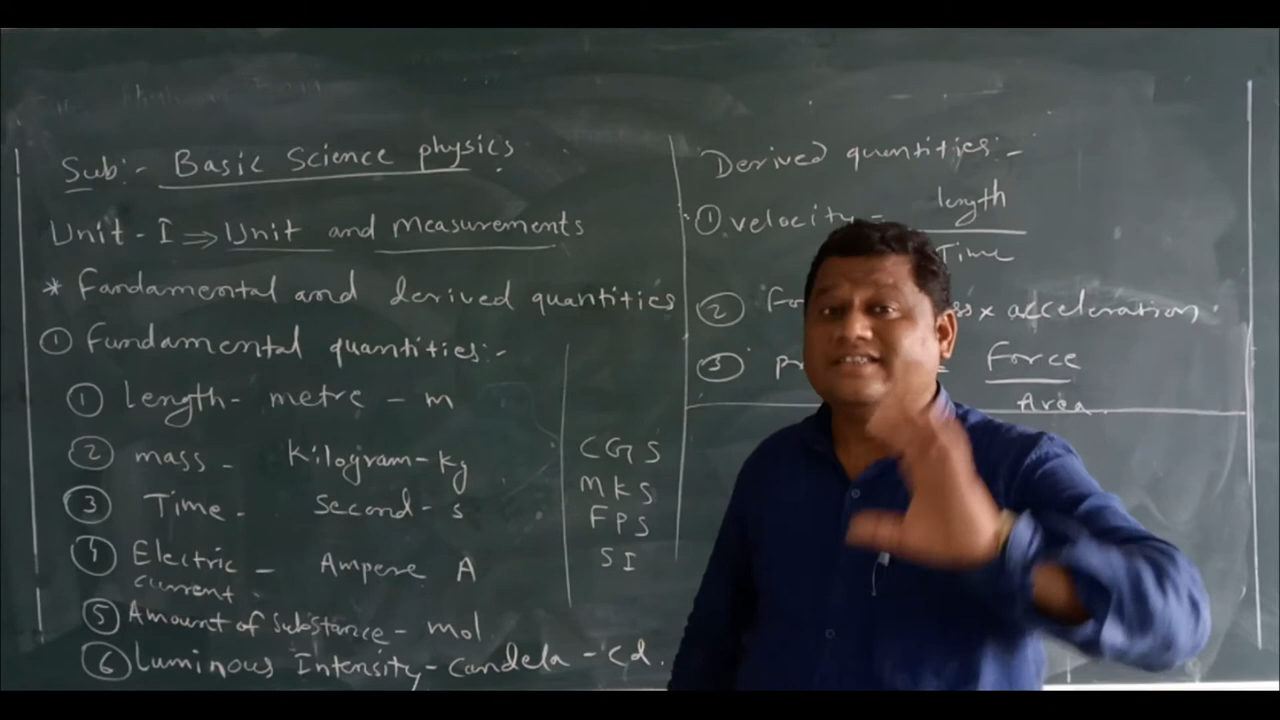 Sub:- Basic Science physics
Unit - I ⇒ Unit and Measurements
* Fandamental and derived quantities
① Fundamental quantities:-
① length - metre - m
② mass - Kilogram - kg
③ Time - Second - s
④ Electric current - Ampere A
⑤ Amount of substance - mol
⑥ Luminous Intensity - Candela - cd.
CGS
MKS
FPS
SI
Derived quantities:-
① velocity = length
Time
② x acceleration.
③ = Force
Area